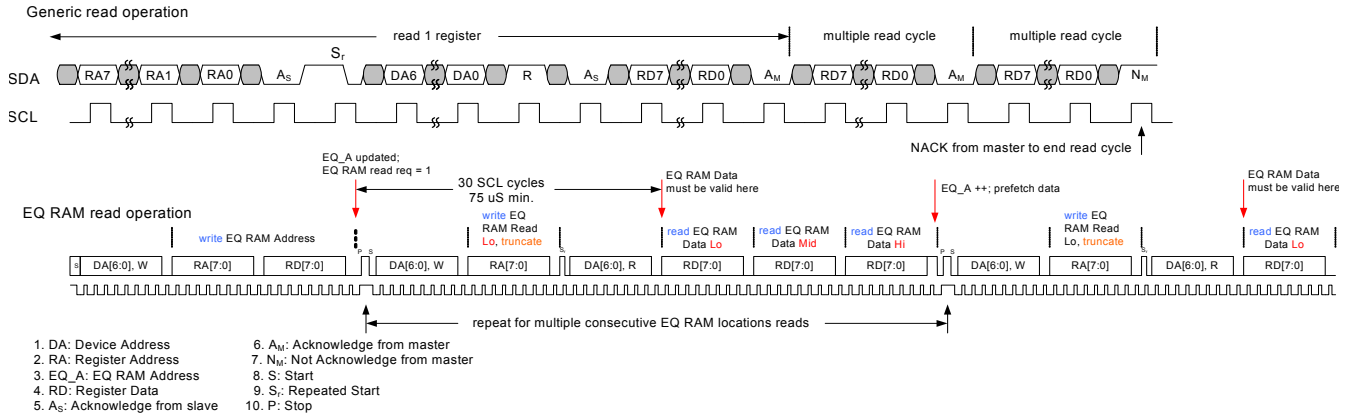 Generic read operation
read 1 register
multiple read cycle
multiple read cycle
Sr
SDA
RA7 RA1 RA0 AS DA6 DA0 R AS RD7 RD0 AM RD7 RD0 AM RD7 RD0 NM
SCL
NACK from master to end read cycle
EQ_A updated;
EQ RAM read req = 1
30 SCL cycles
75 uS min.
EQ RAM Data
must be valid here
EQ_A ++; prefetch data
EQ RAM Data
must be valid here
EQ RAM read operation
write EQ RAM Address
write EQ
RAM Read
Lo, truncate
read EQ RAM
Data Lo
read EQ RAM
Data Mid
read EQ RAM
Data Hi
write EQ
RAM Read
Lo, truncate
read EQ RAM
Data Lo
P S Sr P S Sr
S DA[6:0], W RA[7:0] RD[7:0] DA[6:0], W RA[7:0] DA[6:0], R RD[7:0] RD[7:0] RD[7:0] DA[6:0], W RA[7:0] DA[6:0], R RD[7:0]
repeat for multiple consecutive EQ RAM locations reads
1. DA: Device Address
2. RA: Register Address
3. EQ_A: EQ RAM Address
4. RD: Register Data
5. AS: Acknowledge from slave
6. AM: Acknowledge from master
7. NM: Not Acknowledge from master
8. S: Start
9. Sr: Repeated Start
10. P: Stop